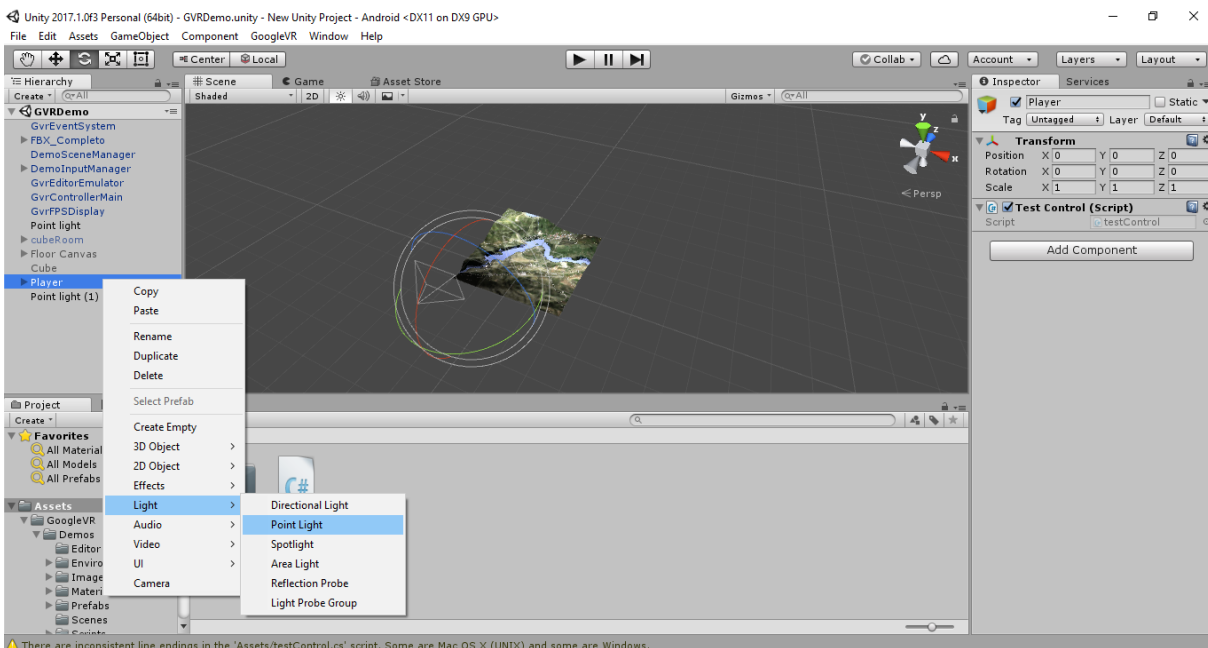 Unity 2017.1.0f3 Personal (64bit) - GVRDemo.unity - New Unity Project - Android <DX11 on DX9 GPU>
File Edit Assets GameObject Component GoogleVR Window Help
Center Local Collab Account Layers Layout
Hierarchy
Create All
GVRDemo
GvrEventSystem
FBX_Completo
DemoSceneManager
DemoInputManager
GvrEditorEmulator
GvrControllerMain
GvrFPSDisplay
Point light
cubeRoom
Floor Canvas
Cube
Player
Point light (1)
Scene Game Asset Store
Shaded 2D Gizmos All
y
z
x
Persp
Inspector Services
Player Static
Tag Untagged Layer Default
Transform
Position X 0 Y 0 Z 0
Rotation X 0 Y 0 Z 0
Scale X 1 Y 1 Z 1
Test Control (Script)
Script testControl
Add Component
Copy
Paste
Rename
Duplicate
Delete
Select Prefab
Create Empty
3D Object
2D Object
Effects
Light
Audio
Video
UI
Camera
Directional Light
Point Light
Spotlight
Area Light
Reflection Probe
Light Probe Group
Project
Create
Favorites
All Material
All Models
All Prefabs
Assets
GoogleVR
Demos
Editor
Enviro
Image
Materi
Prefabs
Scenes
Scripts
C#
There are inconsistent line endings in the 'Assets/testControl.cs' script. Some are Mac OS X (UNIX) and some are Windows.